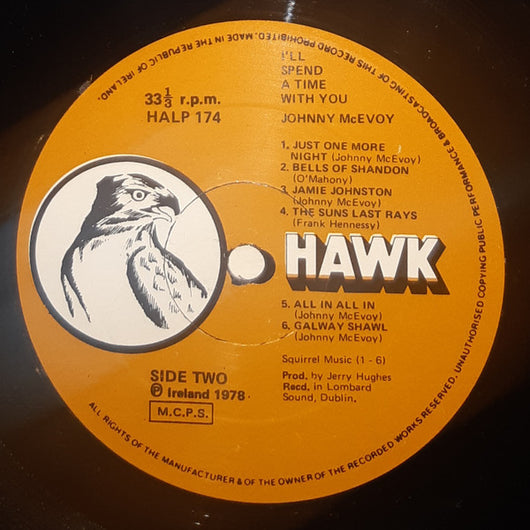 UNAUTHORISED COPYING PUBLIC PERFORMANCE & BROADCASTING OF THIS RECORD PROHIBITED. MADE IN THE REPUBLIC OF IRELAND.
I'LL
SPEND
A TIME
WITH YOU
33⅓ r.p.m.
HALP 174
JOHNNY McEVOY
1. JUST ONE MORE
NIGHT (Johnny McEvoy)
2. BELLS OF SHANDON
(O'Mahony)
3. JAMIE JOHNSTON
(Johnny McEvoy)
4. THE SUNS LAST RAYS
(Frank Hennessy)
HAWK
5. ALL IN ALL IN
(Johnny McEvoy)
6. GALWAY SHAWL
(Johnny McEvoy)
Squirrel Music (1 - 6)
SIDE TWO
℗ Ireland 1978
M.C.P.S.
Prod. by Jerry Hughes
Recd. in Lombard
Sound, Dublin.
ALL RIGHTS OF THE MANUFACTURER & OF THE OWNER OF THE RECORDED WORKS RESERVED.